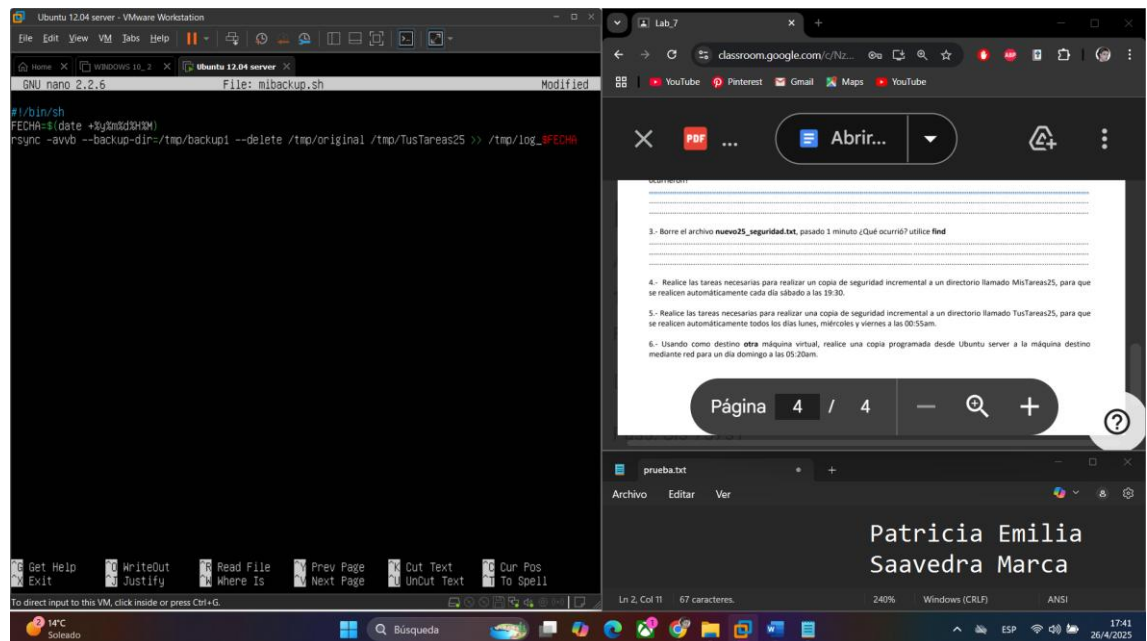 Ubuntu 12.04 server - VMware Workstation
File Edit View VM Tabs Help
Home
WINDOWS 10_ 2
Ubuntu 12.04 server
GNU nano 2.2.6 File: mibackup.sh Modified
#!/bin/sh
FECHA=$(date +%y%m%d%H%M)
rsync -avvb --backup-dir=/tmp/backup1 --delete /tmp/original /tmp/TusTareas25 >> /tmp/log_$FECHA
^G Get Help ^O WriteOut ^R Read File ^Y Prev Page ^K Cut Text ^C Cur Pos
^X Exit ^J Justify ^W Where Is ^V Next Page ^U UnCut Text ^T To Spell
To direct input to this VM, click inside or press Ctrl+G.
Lab_7
classroom.google.com/c/Nz...
YouTube Pinterest Gmail Maps YouTube
PDF ... Abrir...
3.- Borre el archivo nuevo25_seguridad.txt, pasado 1 minuto ¿Qué ocurrió? utilice find
4.- Realice las tareas necesarias para realizar un copia de seguridad incremental a un directorio llamado MisTareas25, para que
se realicen automáticamente cada día sábado a las 19:30.
5.- Realice las tareas necesarias para realizar una copia de seguridad incremental a un directorio llamado TusTareas25, para que
se realicen automáticamente todos los días lunes, miércoles y viernes a las 00:55am.
6.- Usando como destino otra máquina virtual, realice una copia programada desde Ubuntu server a la máquina destino
mediante red para un día domingo a las 05:20am.
Página 4 / 4
prueba.txt
Archivo Editar Ver
Patricia Emilia
Saavedra Marca
Ln 2, Col 11 67 caracteres. 240% Windows (CRLF) ANSI
2
14°C
Soleado
Búsqueda
ESP
17:41